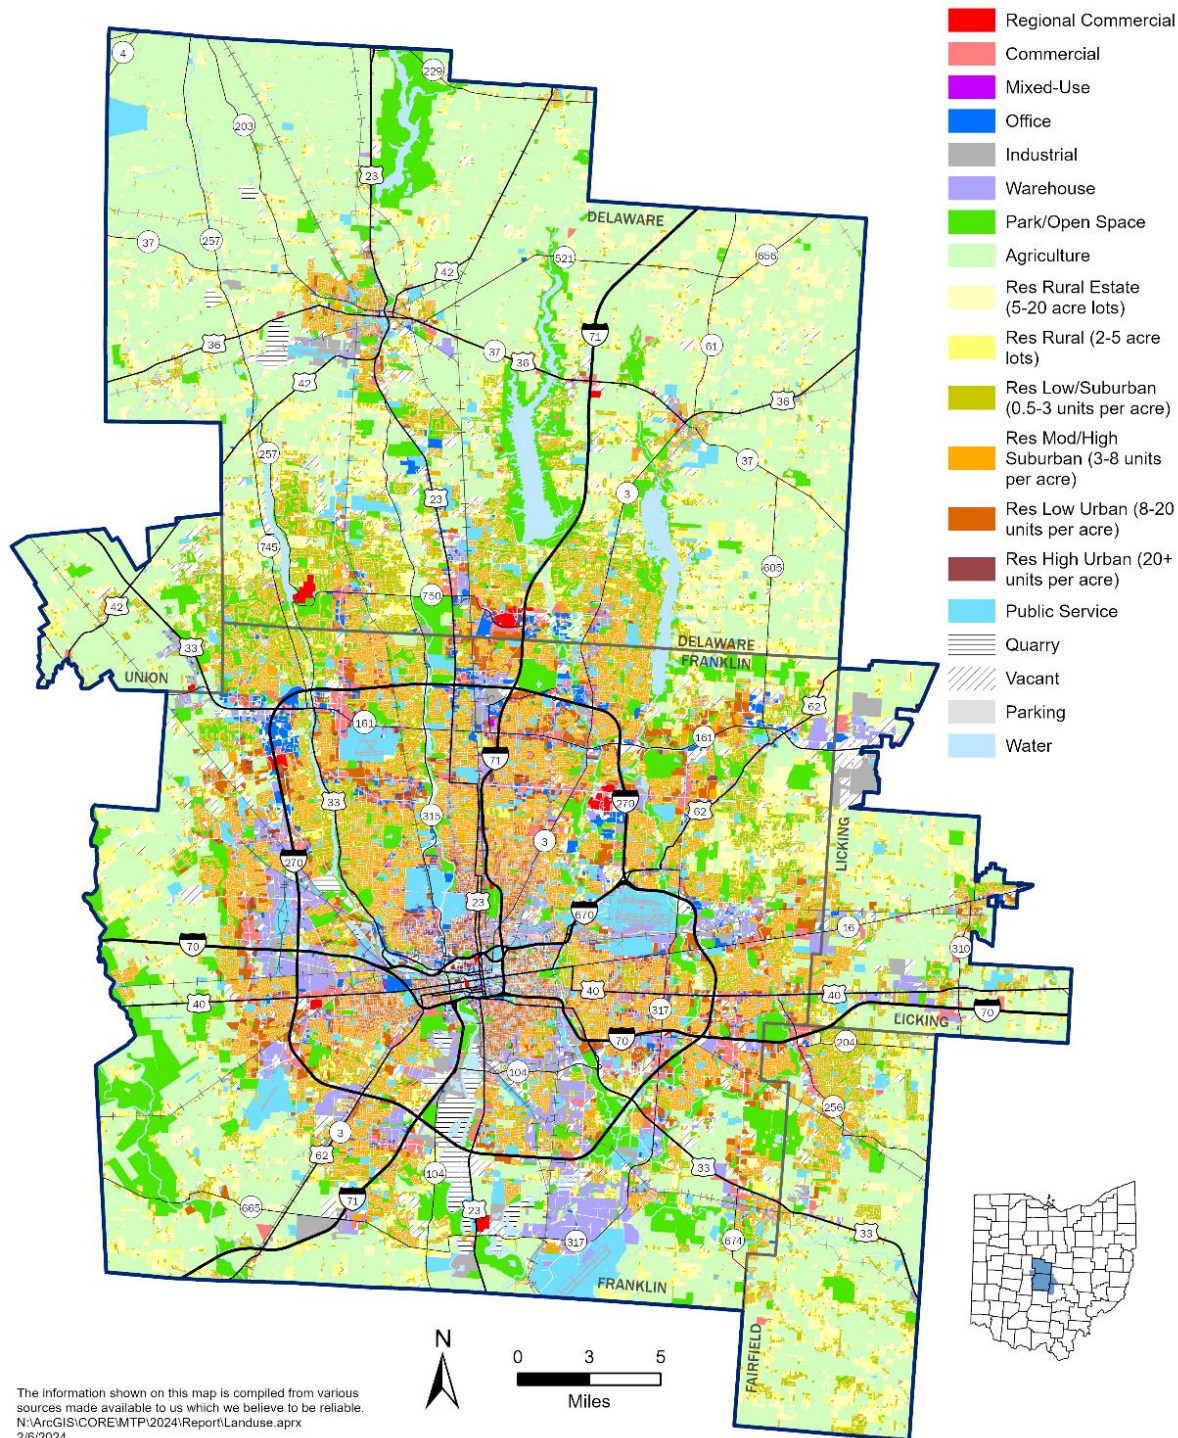 Regional Commercial
Commercial
Mixed-Use
Office
Industrial
Warehouse
Park/Open Space
Agriculture
Res Rural Estate
(5-20 acre lots)
Res Rural (2-5 acre
lots)
Res Low/Suburban
(0.5-3 units per acre)
Res Mod/High
Suburban (3-8 units
per acre)
Res Low Urban (8-20
units per acre)
Res High Urban (20+
units per acre)
Public Service
Quarry
Vacant
Parking
Water
4
229
203
23
DELAWARE
37
257
42
521
656
71
36
37
36
61
42
36
257
37
23
3
745
605
750
42
DELAWARE
FRANKLIN
33
UNION
62
161
161
71
33
315
270
62
3
270
LICKING
23
670
16
70
310
40
40
317
40
70
LICKING
70
204
104
256
3
62
104
33
71
665
23
317
674
33
FRANKLIN
FAIRFIELD
N
0 3 5
Miles
The information shown on this map is compiled from various
sources made available to us which we believe to be reliable.
N:\ArcGIS\CORE\MTP\2024\Report\Landuse.aprx
2/6/2024